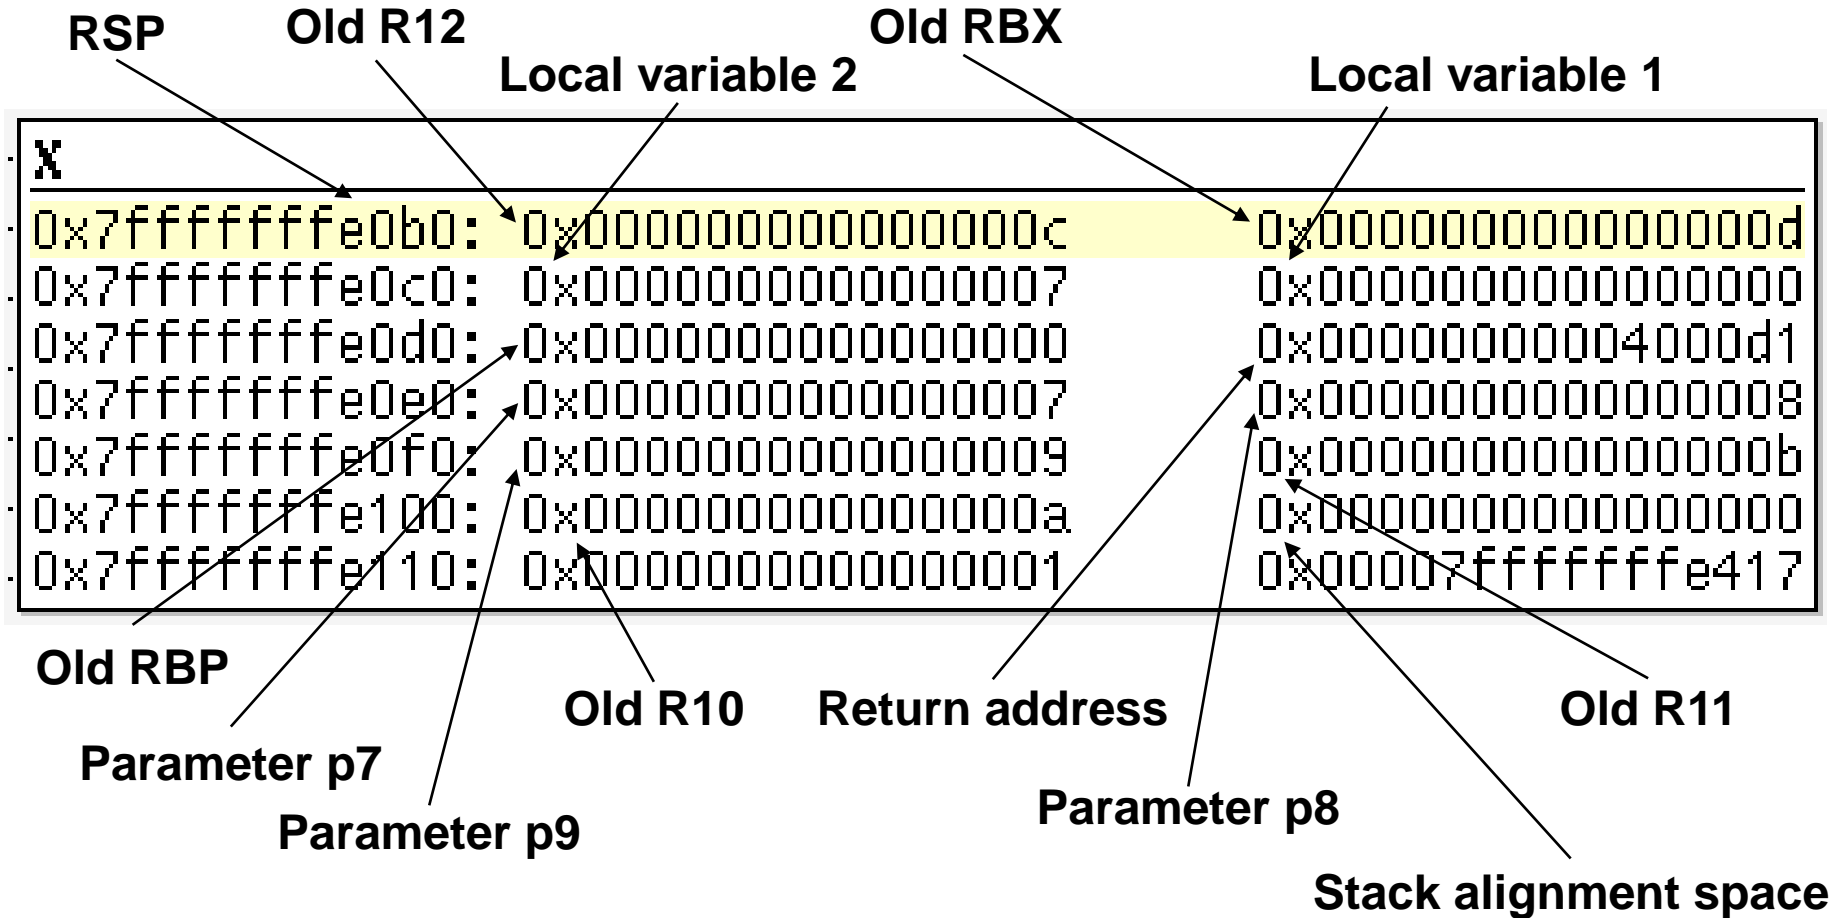 RSP
Old R12
Old RBX
Local variable 2
Local variable 1
X
0x7fffffffe0b0: 0x000000000000000c 0x000000000000000d
0x7fffffffe0c0: 0x0000000000000007 0x0000000000000000
0x7fffffffe0d0: 0x0000000000000000 0x00000000004000d1
0x7fffffffe0e0: 0x0000000000000007 0x0000000000000008
0x7fffffffe0f0: 0x0000000000000009 0x000000000000000b
0x7fffffffe100: 0x000000000000000a 0x0000000000000000
0x7fffffffe110: 0x0000000000000001 0x00007fffffffe417
Old RBP
Old R10
Return address
Old R11
Parameter p7
Parameter p8
Parameter p9
Stack alignment space